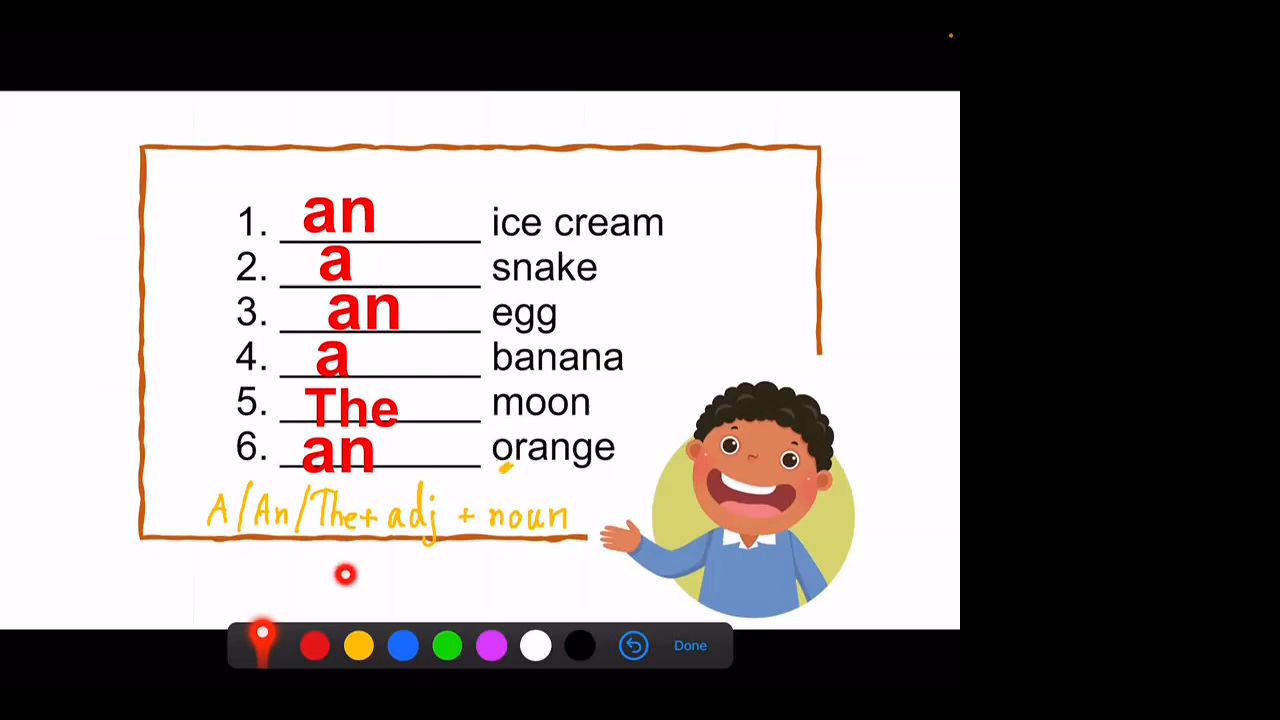 1. an ice cream
2. a snake
3. an egg
4. a banana
5. The moon
6. an orange
A/An/The + adj + noun
Done